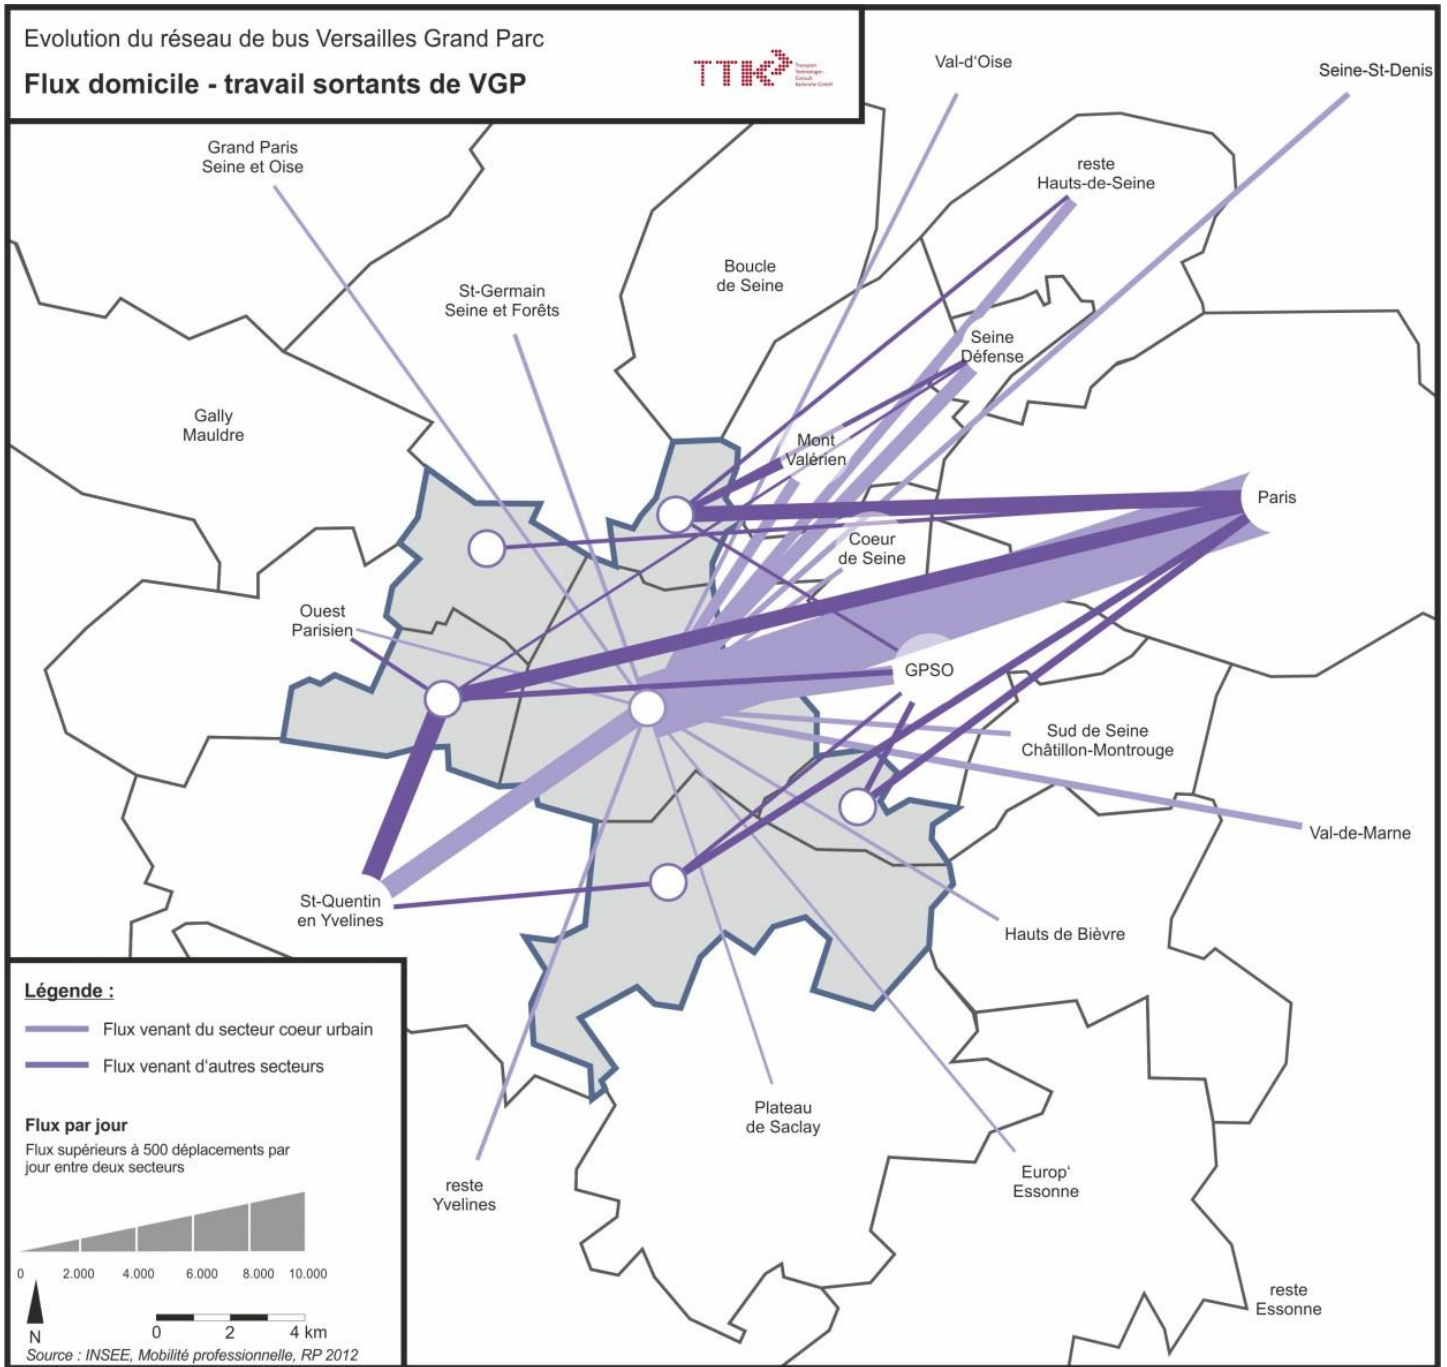 Evolution du réseau de bus Versailles Grand Parc
Flux domicile - travail sortants de VGP
TTK
Transport
Technologie-
Consult
Karlsruhe GmbH
Val-d'Oise
Seine-St-Denis
Grand Paris
Seine et Oise
reste
Hauts-de-Seine
Boucle
de Seine
St-Germain
Seine et Forêts
Seine
Défense
Gally
Mauldre
Mont
Valérien
Paris
Coeur
de Seine
Ouest
Parisien
GPSO
Sud de Seine
Châtillon-Montrouge
Val-de-Marne
St-Quentin
en Yvelines
Hauts de Bièvre
Plateau
de Saclay
Europ'
Essonne
reste
Yvelines
reste
Essonne
Légende :
Flux venant du secteur coeur urbain
Flux venant d'autres secteurs
Flux par jour
Flux supérieurs à 500 déplacements par
jour entre deux secteurs
0 2.000 4.000 6.000 8.000 10.000
N
0 2 4 km
Source : INSEE, Mobilité professionnelle, RP 2012